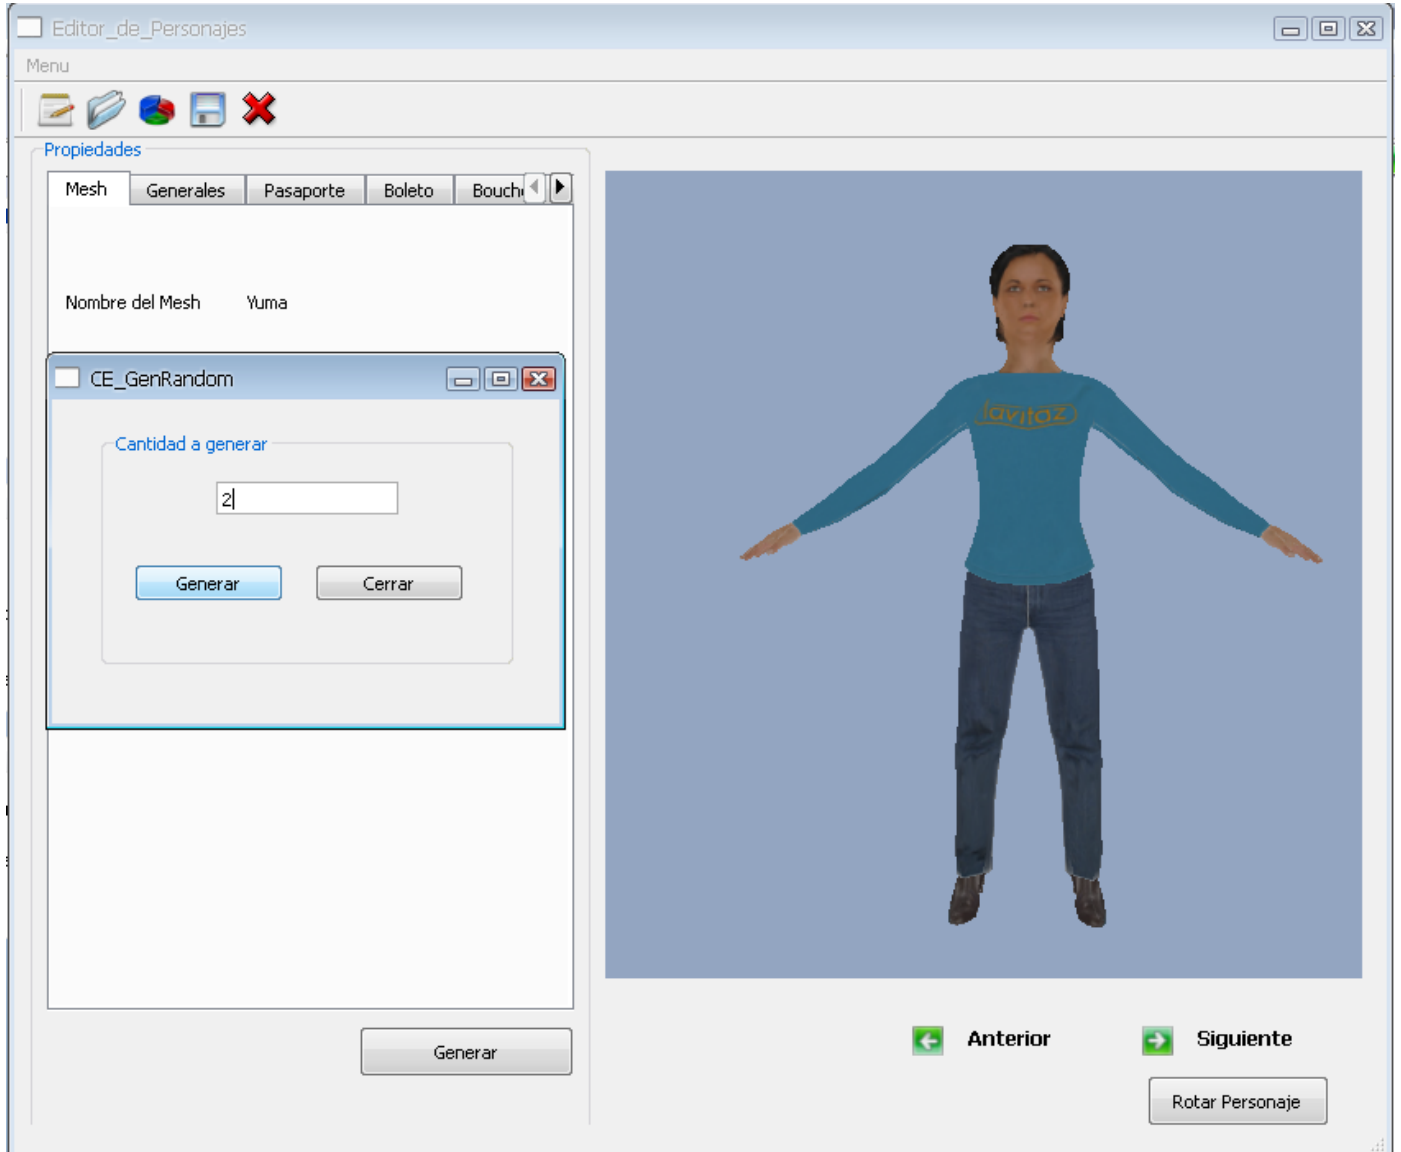 Editor_de_Personajes
Menu
Propiedades
Mesh Generales Pasaporte Boleto
Nombre del Mesh Yuma
CE_GenRandom
Cantidad a generar
2
Generar Cerrar
lavitaz
Generar
Anterior Siguiente
Rotar Personaje